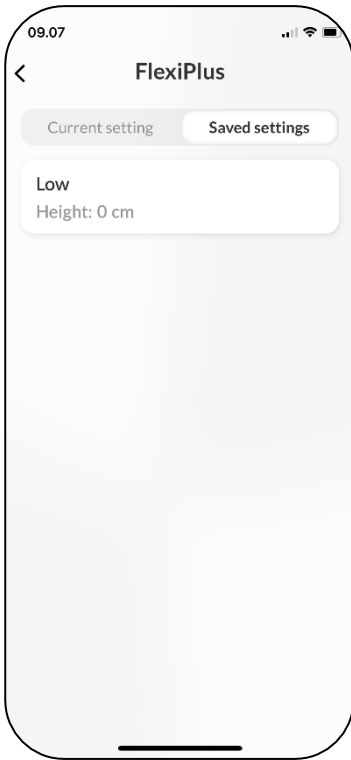 09.07
FlexiPlus
Current setting
Saved settings
Low
Height: 0 cm